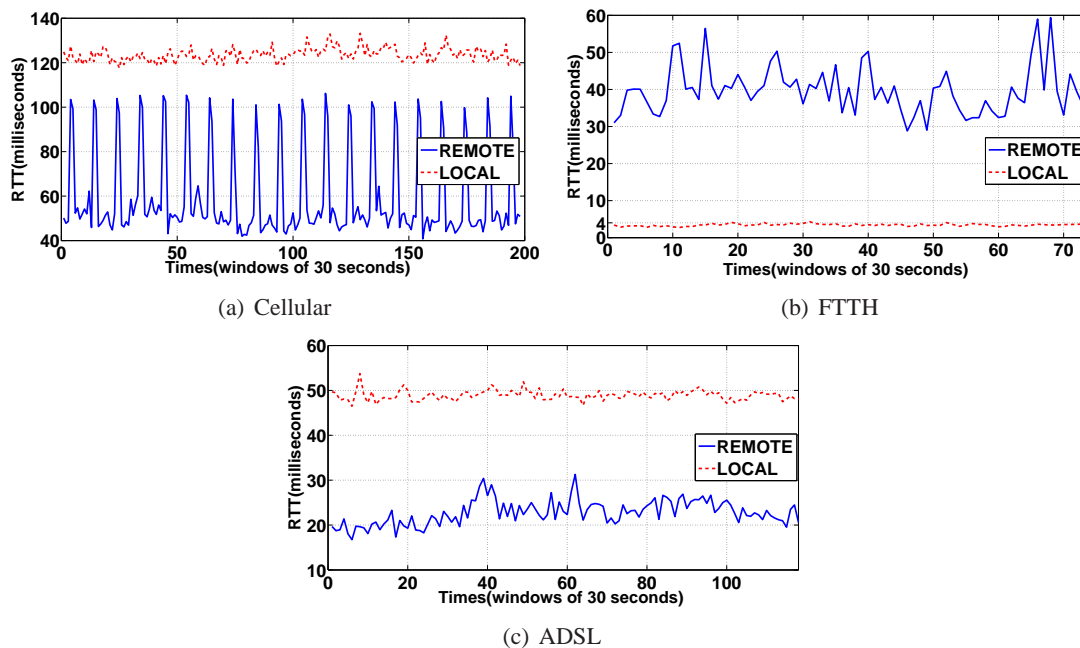 140
120
100
80
60
40
0 50 100 150 200
RTT(milliseconds)
Times(windows of 30 seconds)
REMOTE
LOCAL
(a) Cellular
60
50
40
30
20
10
4
0
0 10 20 30 40 50 60 70
RTT(milliseconds)
Times(windows of 30 seconds)
REMOTE
LOCAL
(b) FTTH
60
50
40
30
20
10
0 20 40 60 80 100
RTT(milliseconds)
Times(windows of 30 seconds)
REMOTE
LOCAL
(c) ADSL